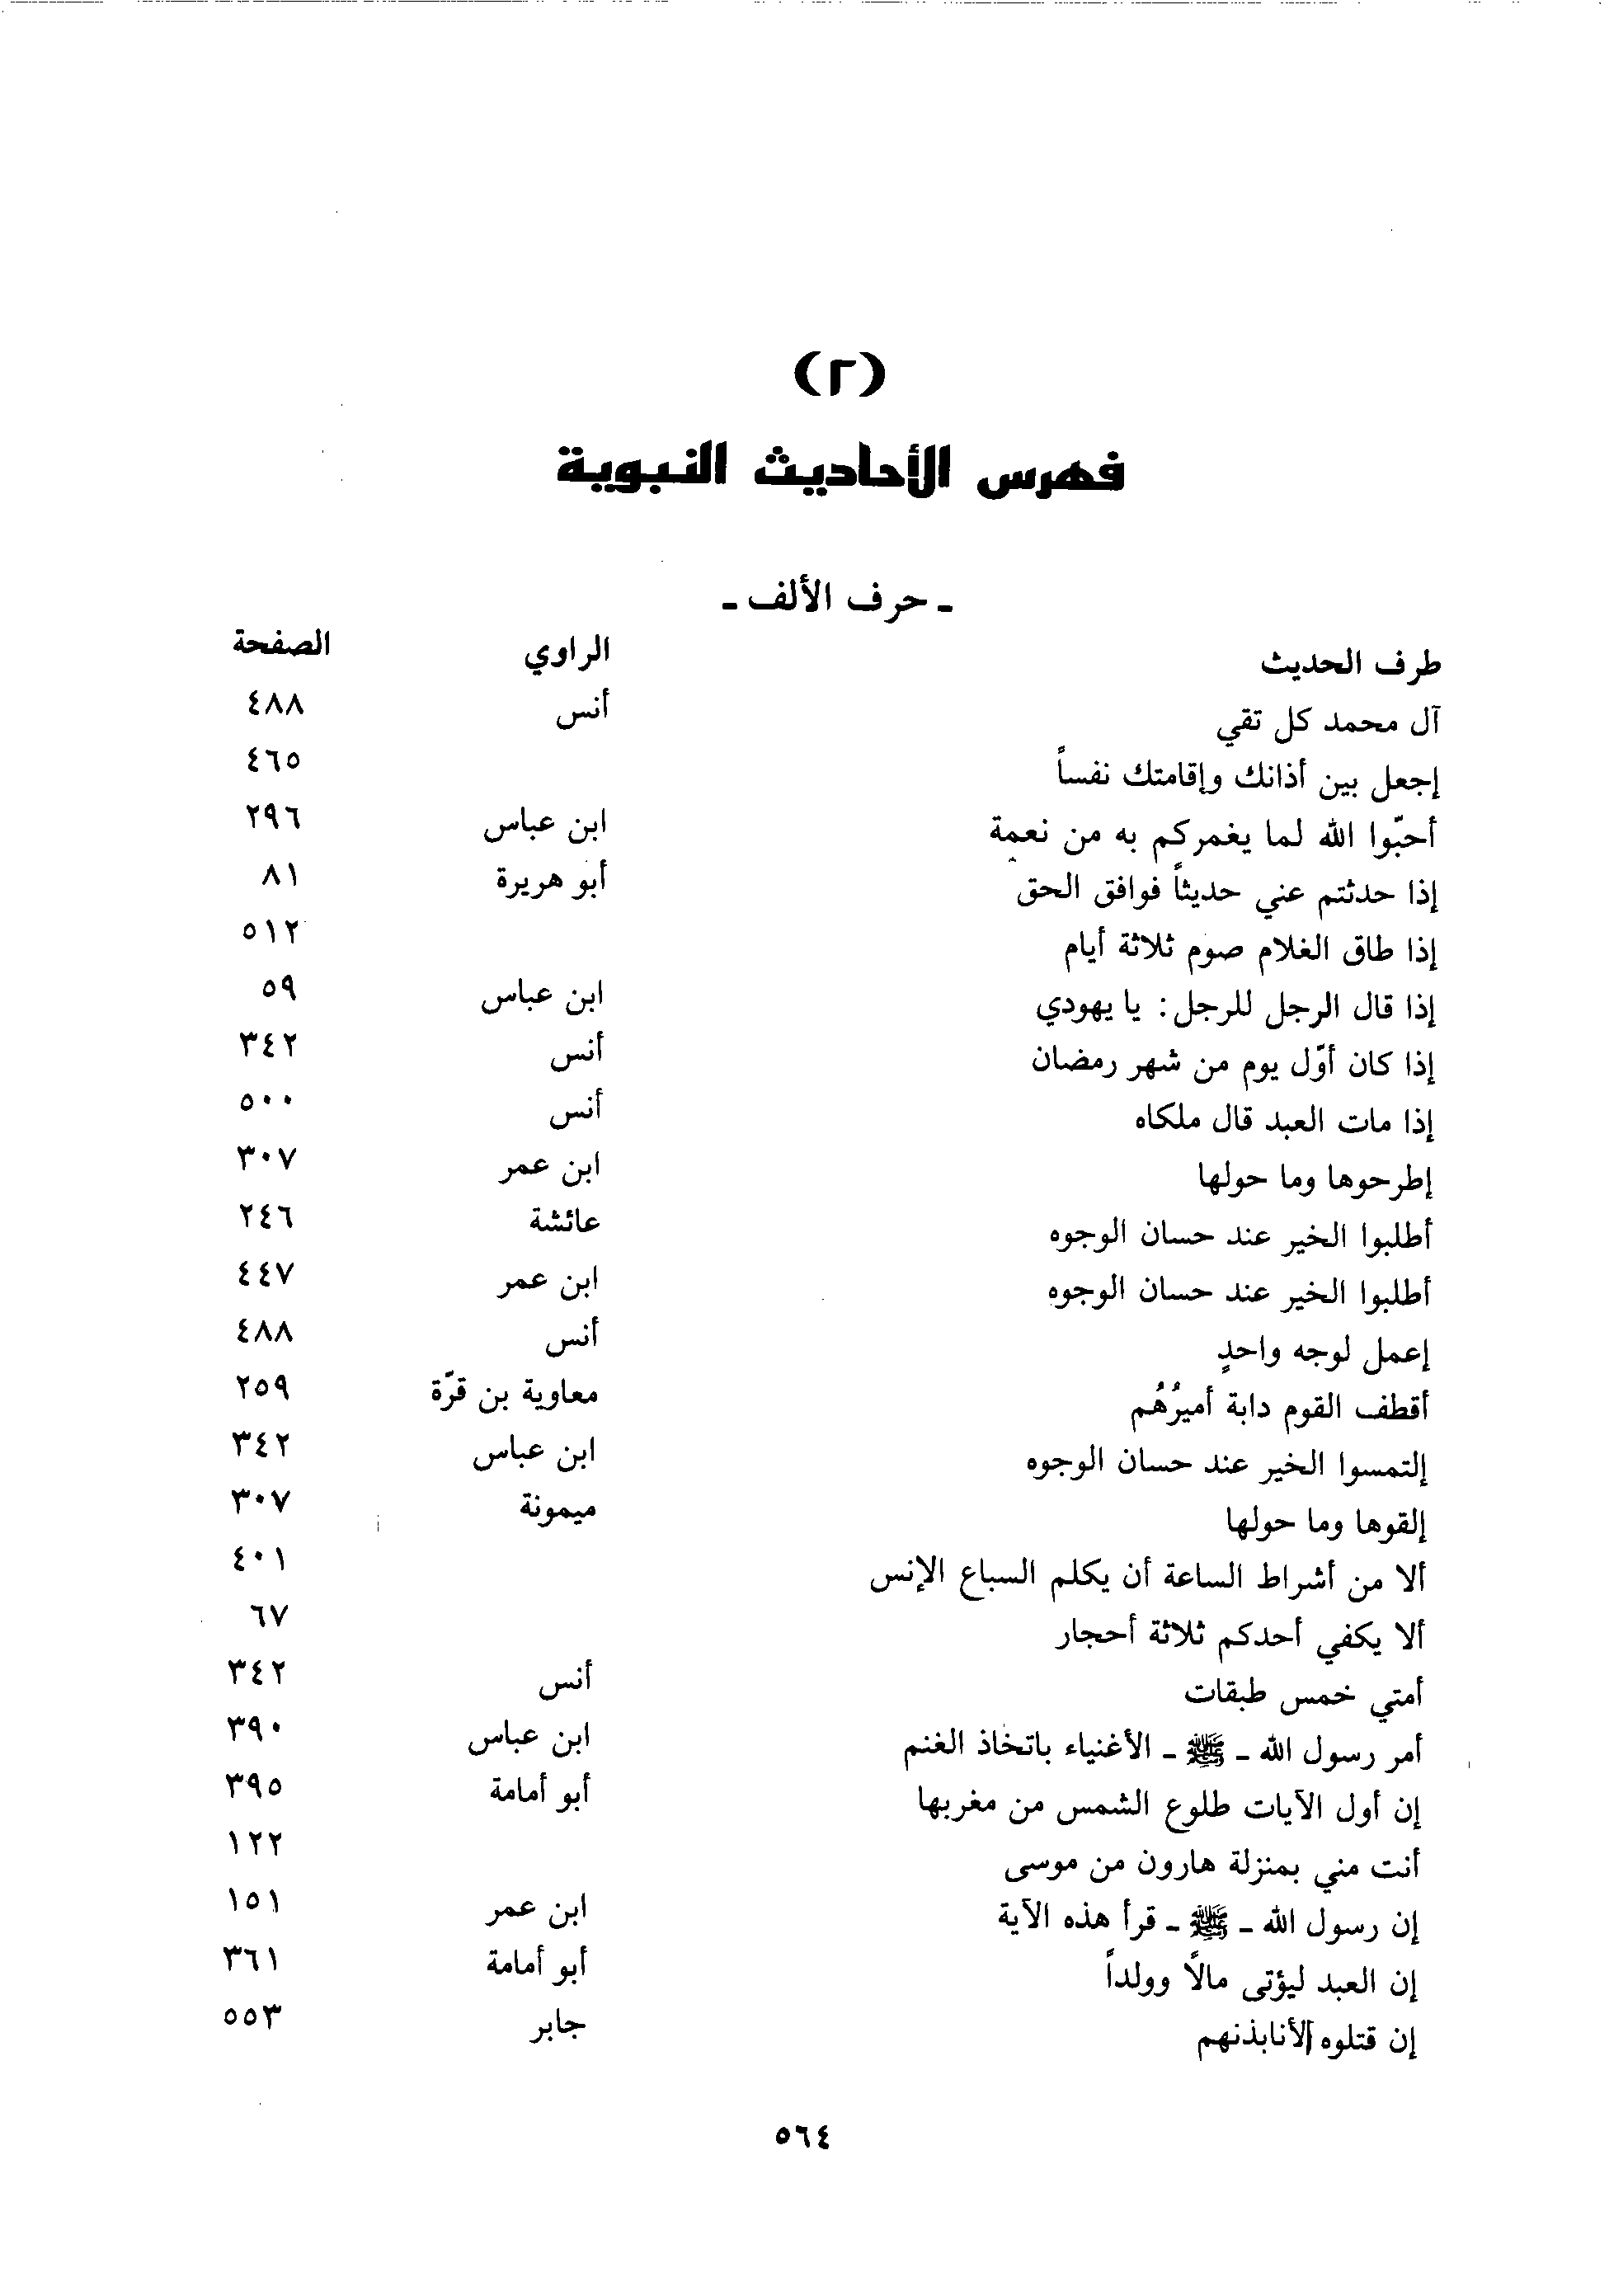 (٢)
فهرس الأحاديث النبوية
ـ حرف الألف ـ
طرف الحديث الراوي الصفحة
آل محمد كل تقي أنس ٤٨٨
إجعل بين أذانك وإقامتك نفساً ٤٦٥
أحبّوا الله لما يغمركم به من نعمة ابن عباس ٢٩٦
إذا حدثتم عني حديثاً فوافق الحق أبو هريرة ٨١
إذا طاق الغلام صوم ثلاثة أيام ٥١٢
إذا قال الرجل للرجل: يا يهودي ابن عباس ٥٩
إذا كان أوّل يوم من شهر رمضان أنس ٣٤٢
إذا مات العبد قال ملكاه أنس ٥٠٠
إطرحوها وما حولها ابن عمر ٣٠٧
أطلبوا الخير عند حسان الوجوه عائشة ٢٤٦
أطلبوا الخير عند حسان الوجوه ابن عمر ٤٤٧
إعمل لوجه واحدٍ أنس ٤٨٨
أقطف القوم دابة أميرُهُم معاوية بن قرّة ٢٥٩
إلتمسوا الخير عند حسان الوجوه ابن عباس ٣٤٢
إلقوها وما حولها ميمونة ٣٠٧
ألا من أشراط الساعة أن يكلم السباع الإنس ٤٠١
ألا يكفي أحدكم ثلاثة أحجار ٦٧
أمتي خمس طبقات أنس ٣٤٢
أمر رسول الله ـ ﷺ ـ الأغنياء باتخاذ الغنم ابن عباس ٣٩٠
إن أول الآيات طلوع الشمس من مغربها أبو أمامة ٣٩٥
أنت مني بمنزلة هارون من موسى ١٢٢
إن رسول الله ـ ﷺ ـ قرأ هذه الآية ابن عمر ١٥١
إن العبد ليؤتى مالاً وولداً أبو أمامة ٣٦١
إن قتلوه لأنابذنهم جابر ٥٥٣
٥٦٤